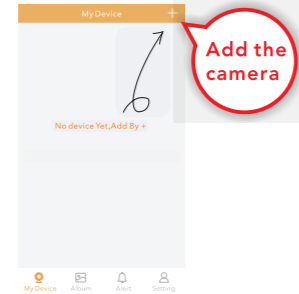 My Device +
Add the
camera
No device Yet,Add By +
My Device Album Alert Setting